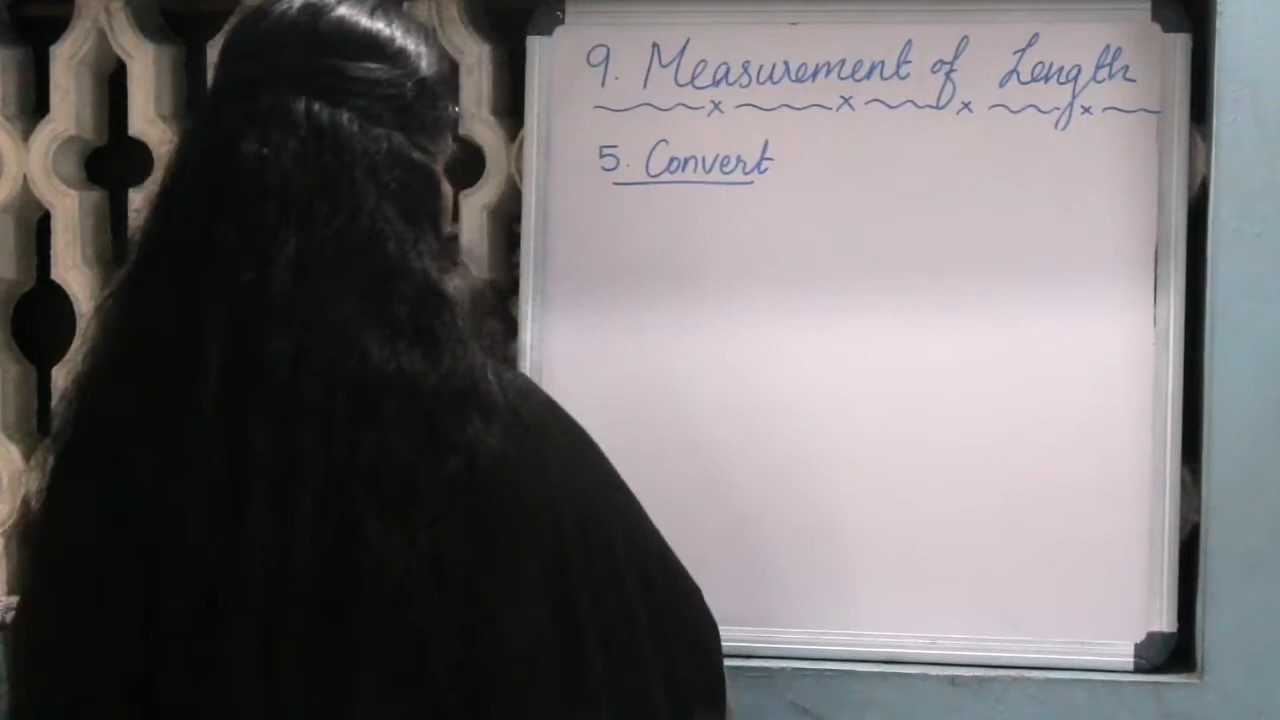 9. Measurement of Length
5. Convert